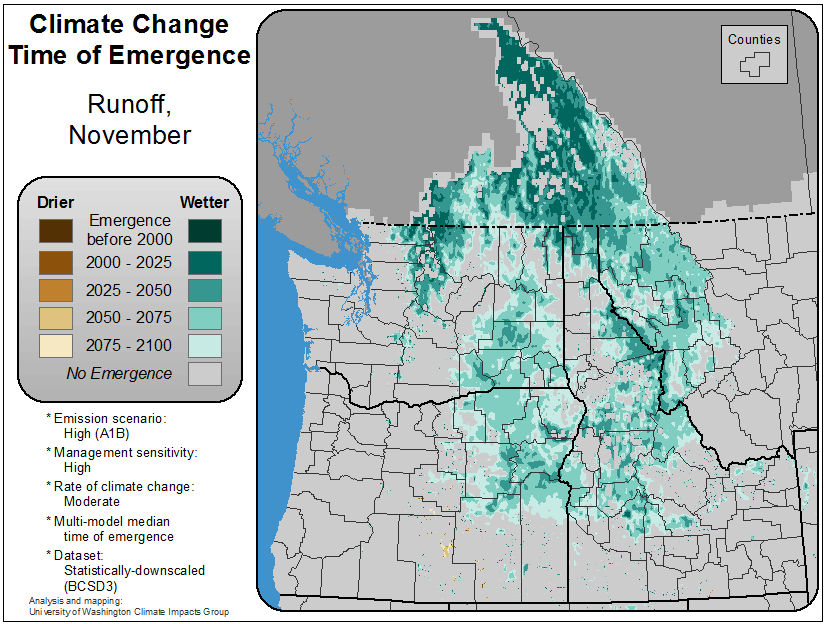 Climate Change
Time of Emergence
Runoff,
November
Counties
Drier
Wetter
Emergence
before 2000
2000 - 2025
2025 - 2050
2050 - 2075
2075 - 2100
No Emergence
* Emission scenario:
High (A1B)
* Management sensitivity:
High
* Rate of climate change:
Moderate
* Multi-model median
time of emergence
* Dataset:
Statistically-downscaled
(BCSD3)
Analysis and mapping:
University of Washington Climate Impacts Group